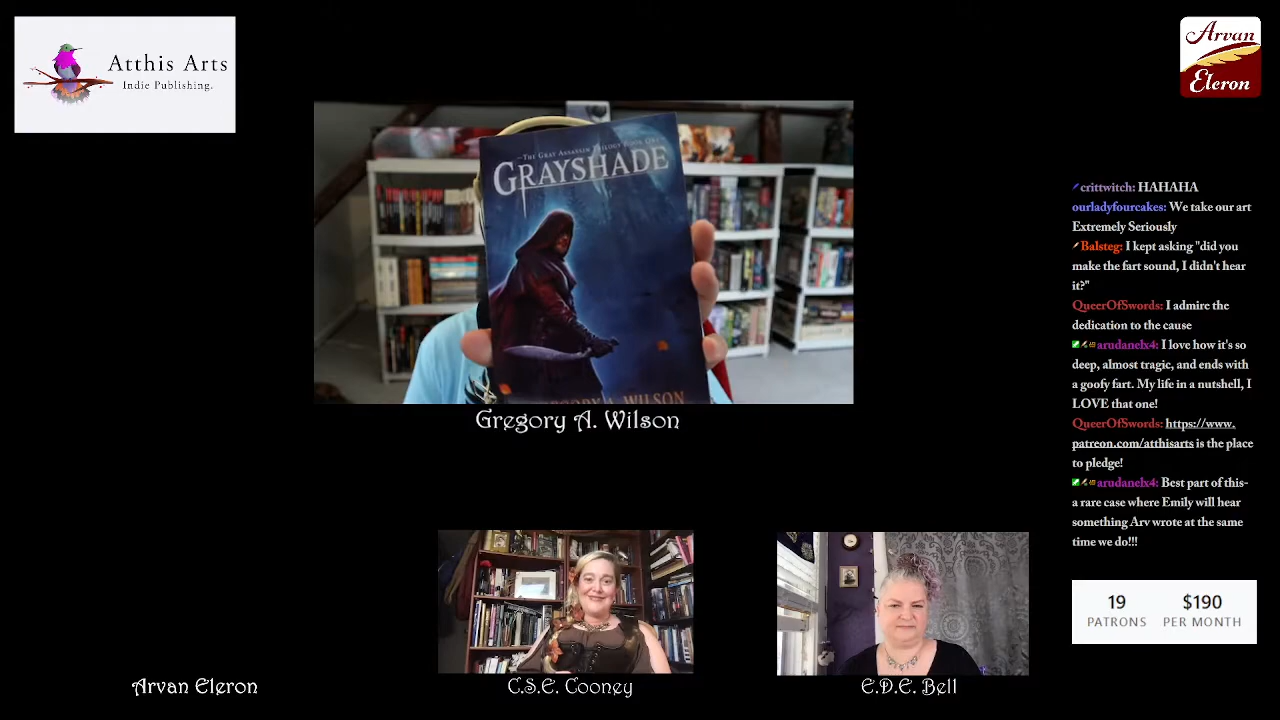 Atthis Arts
Indie Publishing.
Arvan
Eleron
—THE GRAY ASSASSIN TRILOGY BOOK ONE—
GRAYSHADE
GREGORY A. WILSON
Gregory A. Wilson
crittwitch: HAHAHA
ourladyfourcakes: We take our art
Extremely Seriously
Balsteg: I kept asking "did you
make the fart sound, I didn't hear
it?"
QueerOfSwords: I admire the
dedication to the cause
arudanelx4: I love how it's so
deep, almost tragic, and ends with
a goofy fart. My life in a nutshell, I
LOVE that one!
QueerOfSwords: https://www.
patreon.com/atthisarts is the place
to pledge!
arudanelx4: Best part of this-
a rare case where Emily will hear
something Arv wrote at the same
time we do!!!
19 $190
PATRONS PER MONTH
Arvan Eleron
C.S.E. Cooney
E.D.E. Bell